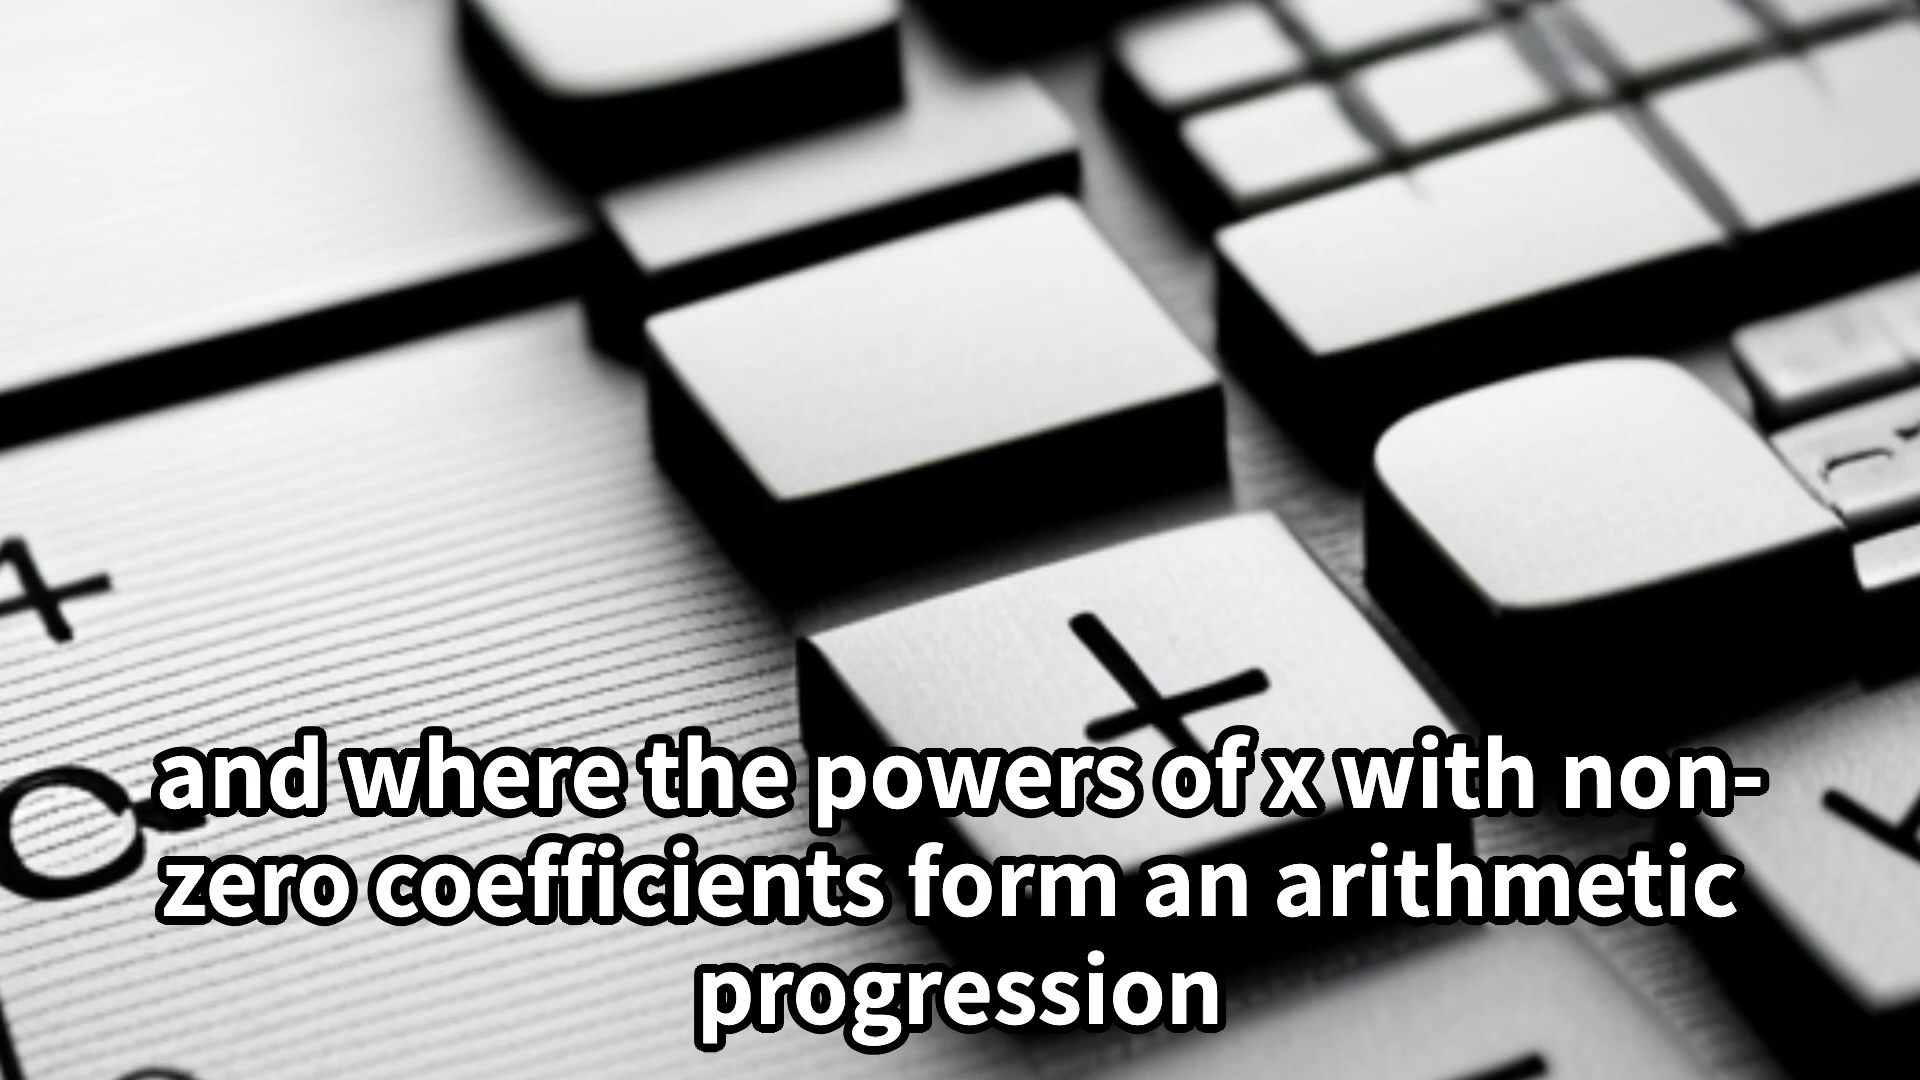 and where the powers of x with non-
zero coefficients form an arithmetic
progression